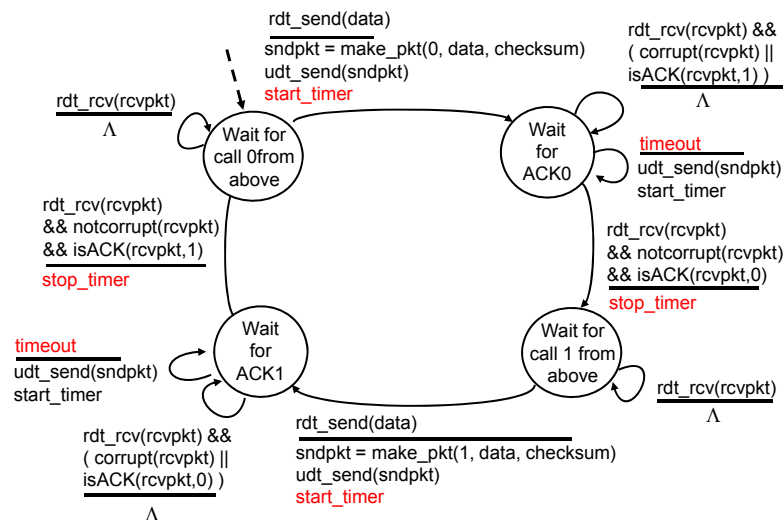 rdt_send(data)
sndpkt = make_pkt(0, data, checksum)
udt_send(sndpkt)
start_timer
rdt_rcv(rcvpkt) &&
( corrupt(rcvpkt) ||
isACK(rcvpkt,1) )
Λ
rdt_rcv(rcvpkt)
Λ
Wait for
call 0from
above
Wait
for
ACK0
timeout
udt_send(sndpkt)
start_timer
rdt_rcv(rcvpkt)
&& notcorrupt(rcvpkt)
&& isACK(rcvpkt,1)
stop_timer
rdt_rcv(rcvpkt)
&& notcorrupt(rcvpkt)
&& isACK(rcvpkt,0)
stop_timer
timeout
udt_send(sndpkt)
start_timer
Wait
for
ACK1
Wait for
call 1 from
above
rdt_rcv(rcvpkt)
Λ
rdt_rcv(rcvpkt) &&
( corrupt(rcvpkt) ||
isACK(rcvpkt,0) )
Λ
rdt_send(data)
sndpkt = make_pkt(1, data, checksum)
udt_send(sndpkt)
start_timer